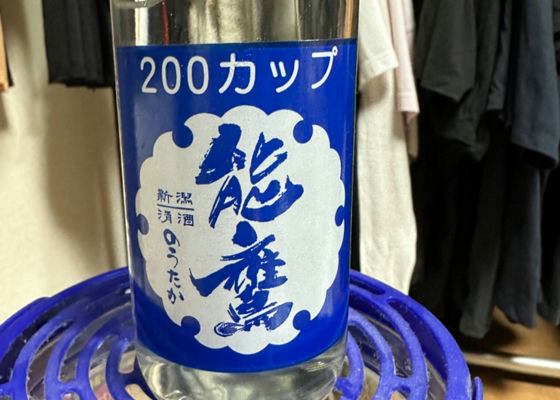 200カップ
能鷹
新潟
清酒
のうたか